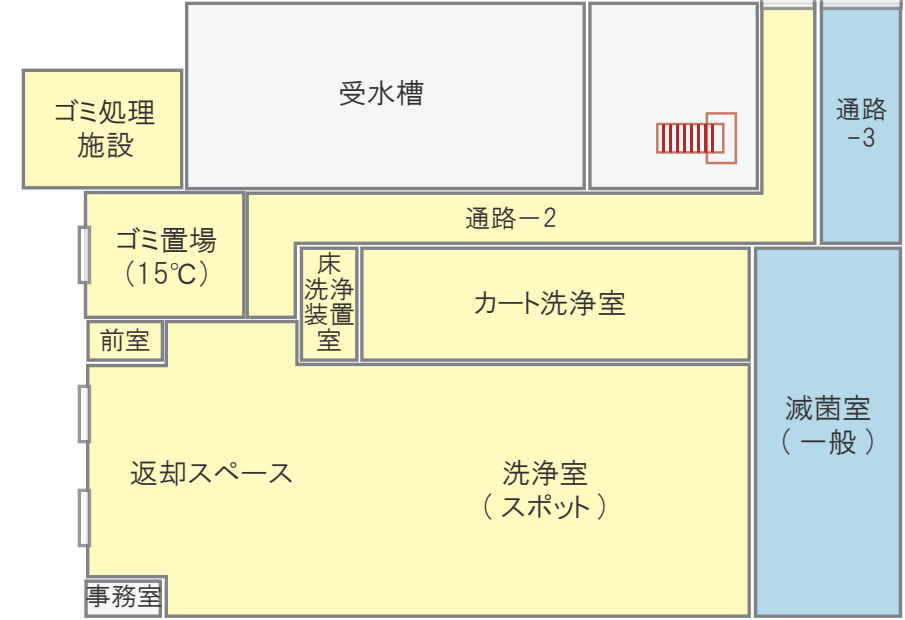 受水槽
ゴミ処理
施設
通路
-3
通路－2
ゴミ置場
（15℃）
床
洗浄
装置
室
カート洗浄室
前室
滅菌室
（ 一般 ）
返却スペース
洗浄室
（ スポット ）
事務室